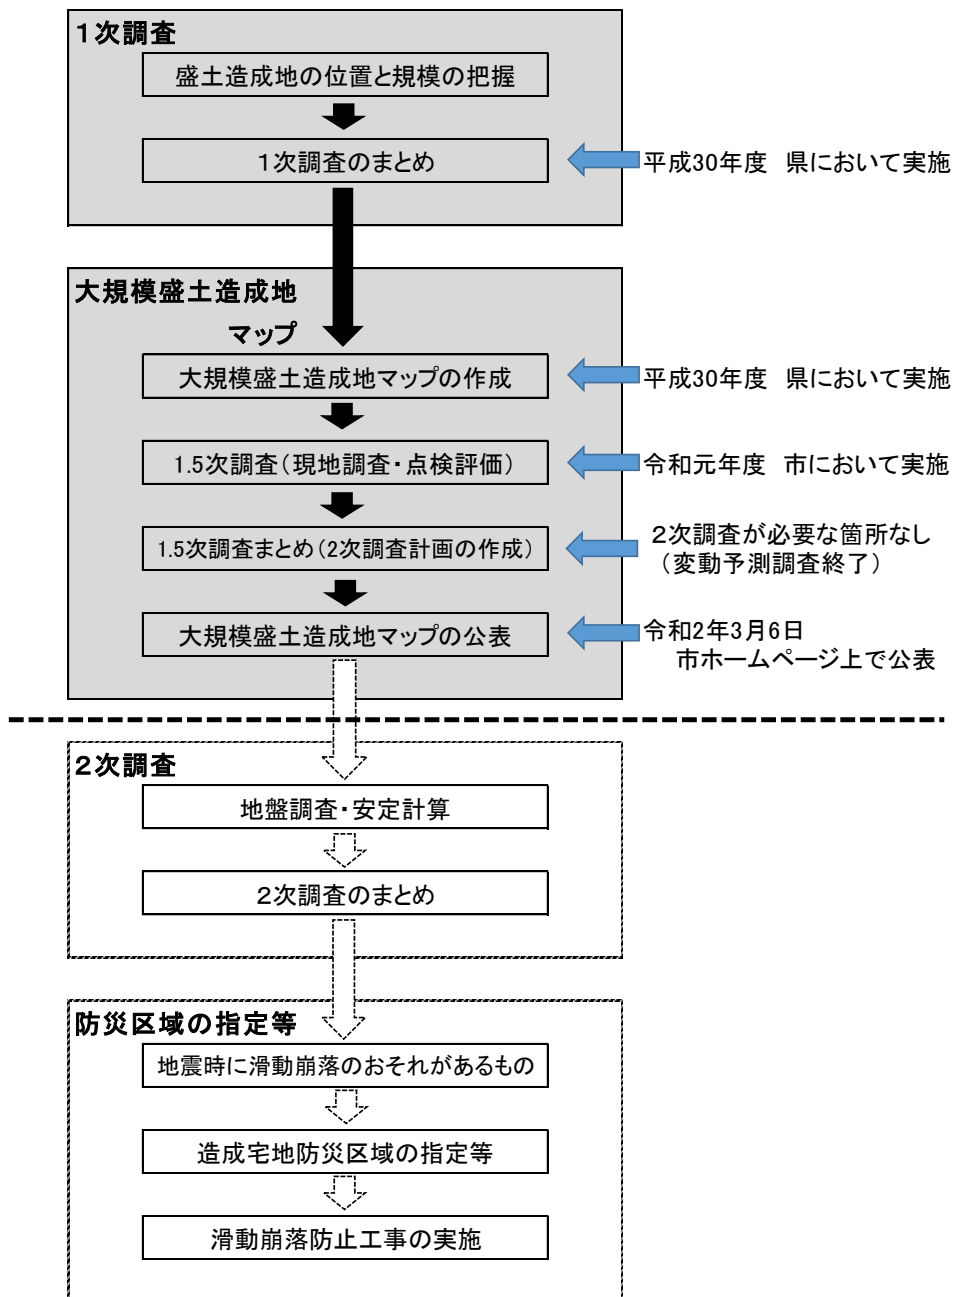 １次調査
盛土造成地の位置と規模の把握
１次調査のまとめ
平成30年度　県において実施
大規模盛土造成地
マップ
大規模盛土造成地マップの作成
平成30年度　県において実施
1.5次調査（現地調査・点検評価）
令和元年度　市において実施
1.5次調査まとめ（2次調査計画の作成）
２次調査が必要な箇所なし
（変動予測調査終了）
大規模盛土造成地マップの公表
令和2年3月6日
市ホームページ上で公表
２次調査
地盤調査・安定計算
２次調査のまとめ
防災区域の指定等
地震時に滑動崩落のおそれがあるもの
造成宅地防災区域の指定等
滑動崩落防止工事の実施